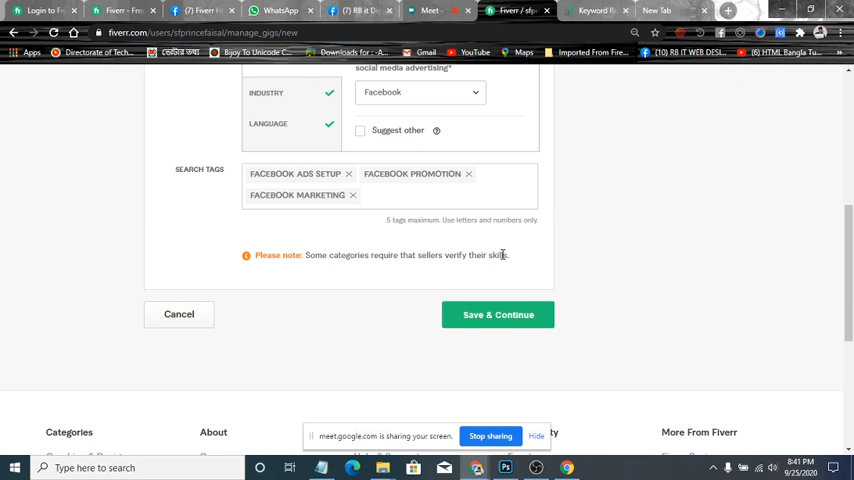 Login to Fi
Fiverr - Fre
(7) Fiverr H
WhatsApp
(7) RB it De
Meet
Fiverr / sfp
Keyword R
New Tab
fiverr.com/users/sfprincefaisal/manage_gigs/new
Apps
Directorate of Tech...
ভোটার তথ্য
Bijoy To Unicode C...
Downloads for : -A...
Gmail
YouTube
Maps
Imported From Fire...
(10) RB IT WEB DESI...
(6) HTML Bangla Tu...
social media advertising*
INDUSTRY
Facebook
LANGUAGE
Suggest other
SEARCH TAGS
FACEBOOK ADS SETUP
FACEBOOK PROMOTION
FACEBOOK MARKETING
5 tags maximum. Use letters and numbers only.
Please note: Some categories require that sellers verify their skills.
Cancel
Save & Continue
Categories
About
More From Fiverr
meet.google.com is sharing your screen.
Stop sharing
Hide
Type here to search
8:41 PM
9/25/2020